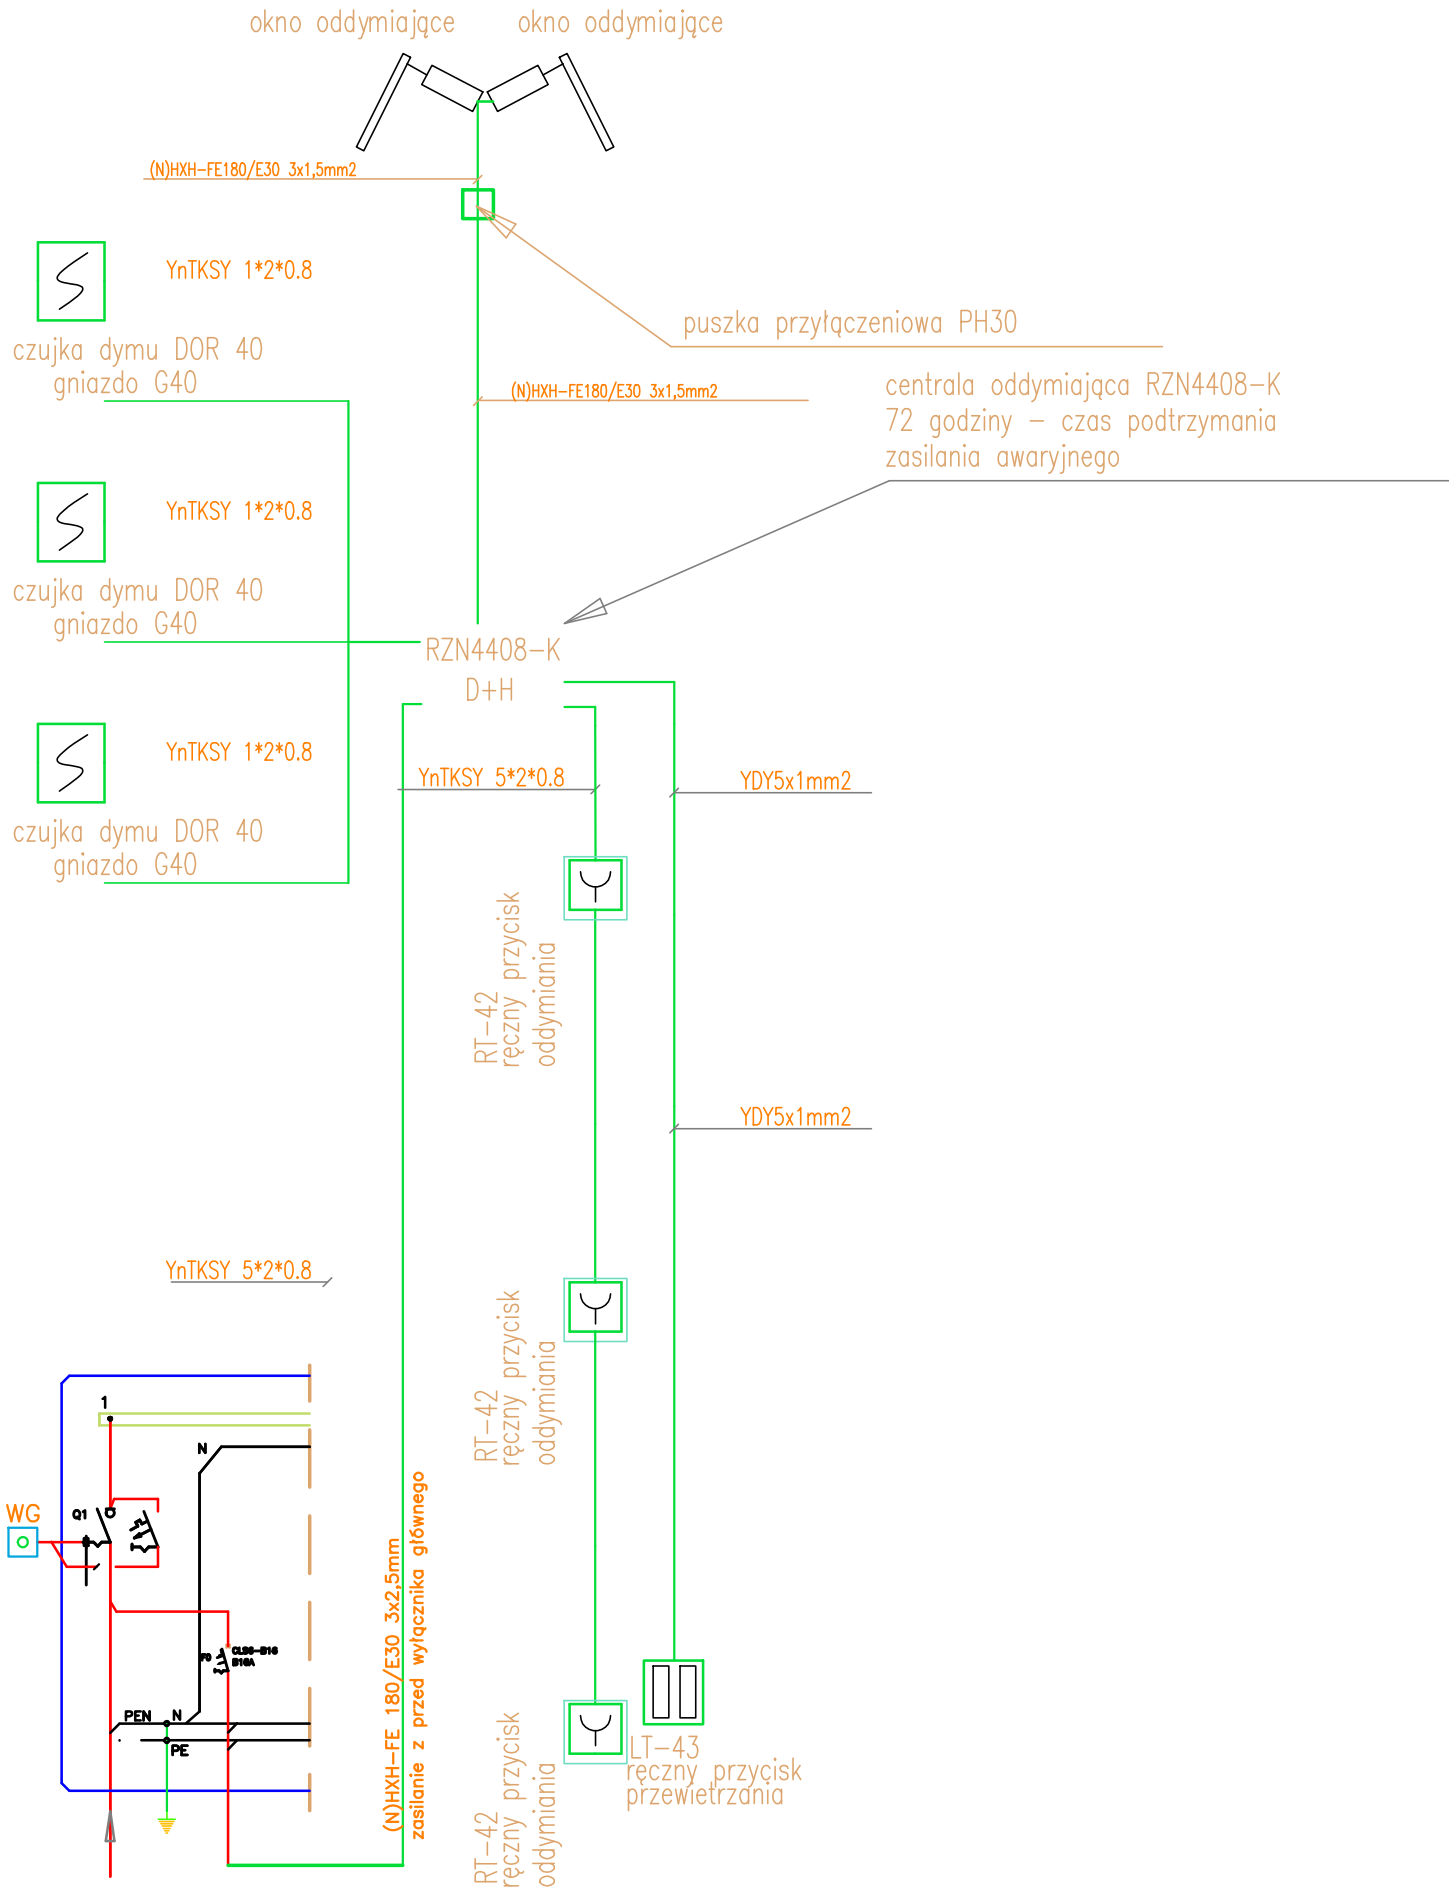 okno oddymiające
okno oddymiające
(N)HXH-FE180/E30 3x1,5mm2
YnTKSY 1*2*0.8
czujka dymu DOR 40
gniazdo G40
puszka przyłączeniowa PH30
(N)HXH-FE180/E30 3x1,5mm2
centrala oddymiająca RZN4408-K
72 godziny - czas podtrzymania
zasilania awaryjnego
YnTKSY 1*2*0.8
czujka dymu DOR 40
gniazdo G40
RZN4408-K
D+H
YnTKSY 1*2*0.8
czujka dymu DOR 40
gniazdo G40
YnTKSY 5*2*0.8
YDY5x1mm2
RT-42
ręczny przycisk
oddymiania
YDY5x1mm2
YnTKSY 5*2*0.8
RT-42
ręczny przycisk
oddymiania
1
N
WG
Q1
F0
CLS6-B16
B16A
PEN
N
PE
(N)HXH-FE 180/E30 3x2,5mm
zasilanie z przed wyłącznika głównego
RT-42
ręczny przycisk
oddymiania
LT-43
ręczny przycisk
przewietrzania